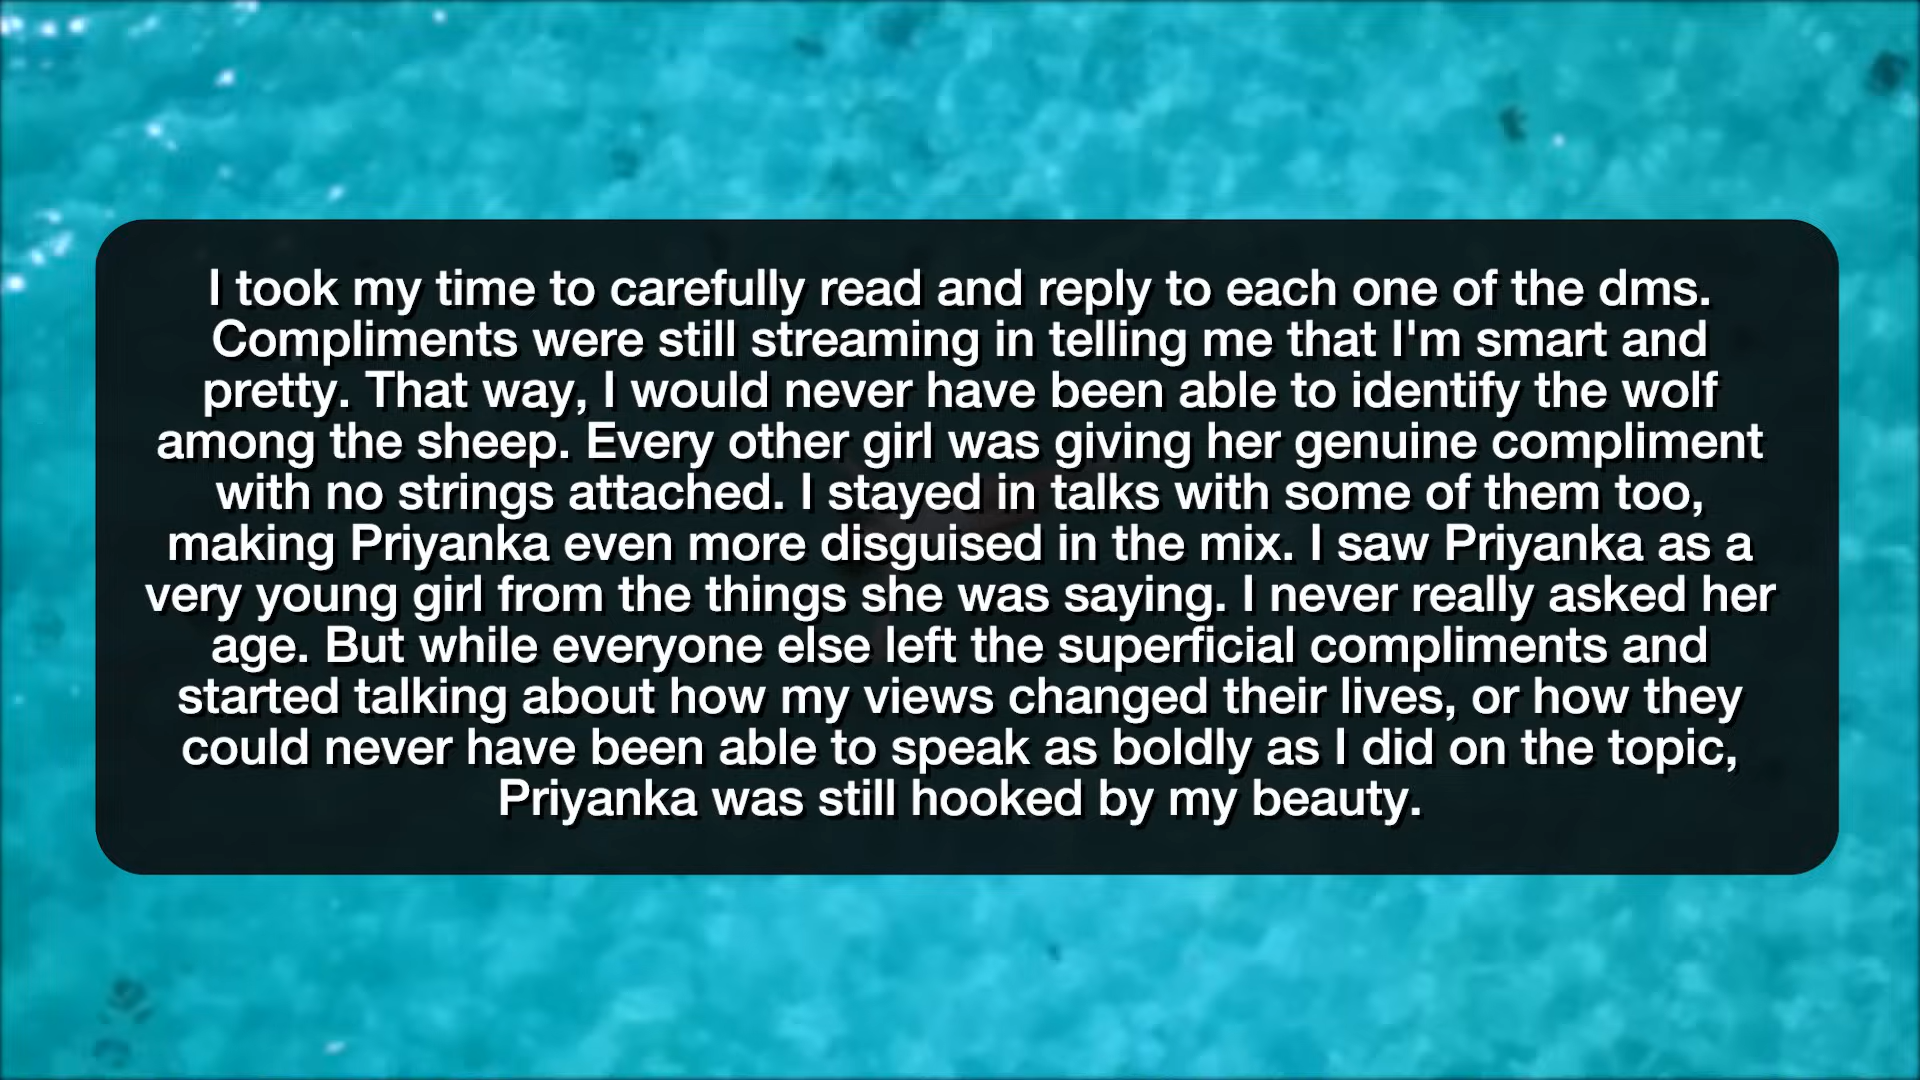 I took my time to carefully read and reply to each one of the dms.
Compliments were still streaming in telling me that I'm smart and
pretty. That way, I would never have been able to identify the wolf
among the sheep. Every other girl was giving her genuine compliment
with no strings attached. I stayed in talks with some of them too,
making Priyanka even more disguised in the mix. I saw Priyanka as a
very young girl from the things she was saying. I never really asked her
age. But while everyone else left the superficial compliments and
started talking about how my views changed their lives, or how they
could never have been able to speak as boldly as I did on the topic,
Priyanka was still hooked by my beauty.